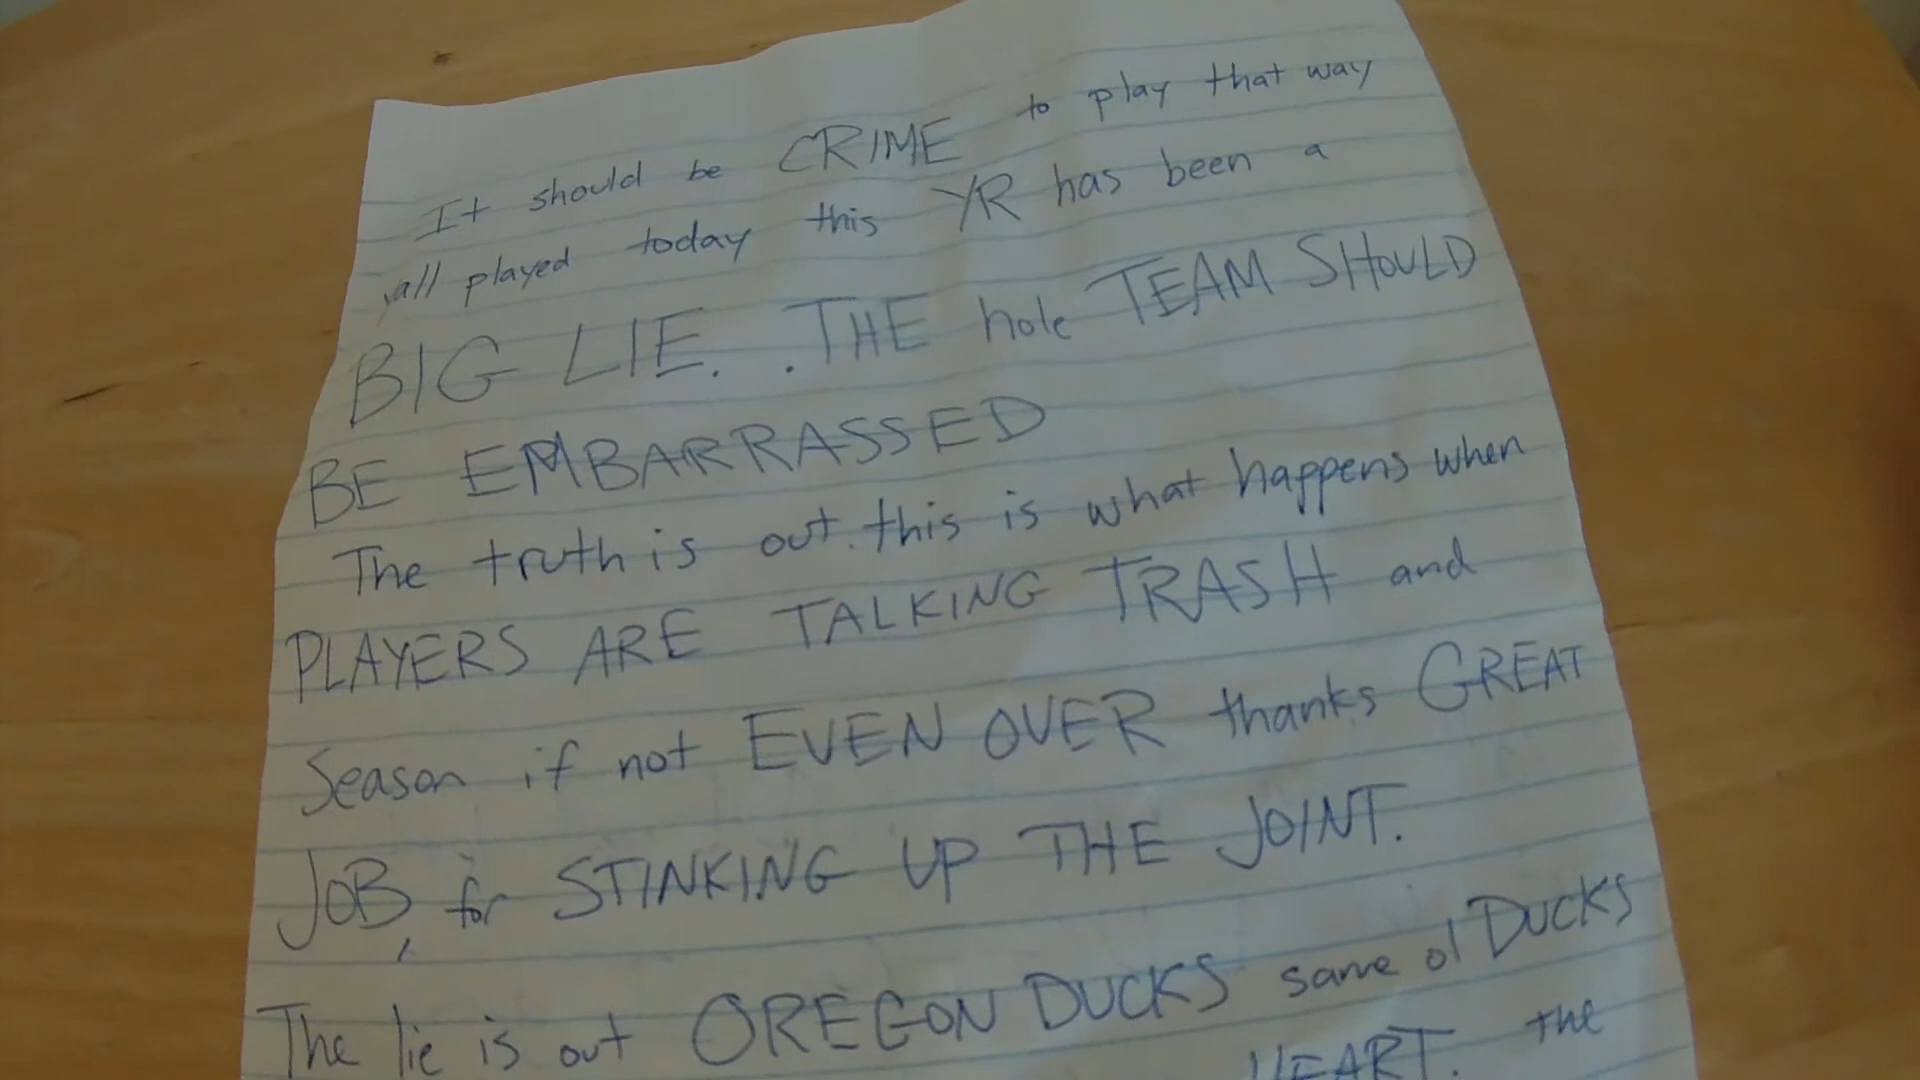 It should be CRIME to play that way
yall played today this YR has been a
BIG LIE. . THE hole TEAM SHOULD
BE EMBARRASSED
The truth is out. this is what happens when
PLAYERS ARE TALKING TRASH and
Season if not EVEN OVER thanks GREAT
JOB, for STINKING UP THE JOINT.
The lie is out OREGON DUCKS same ol DUCKS
HEART. the